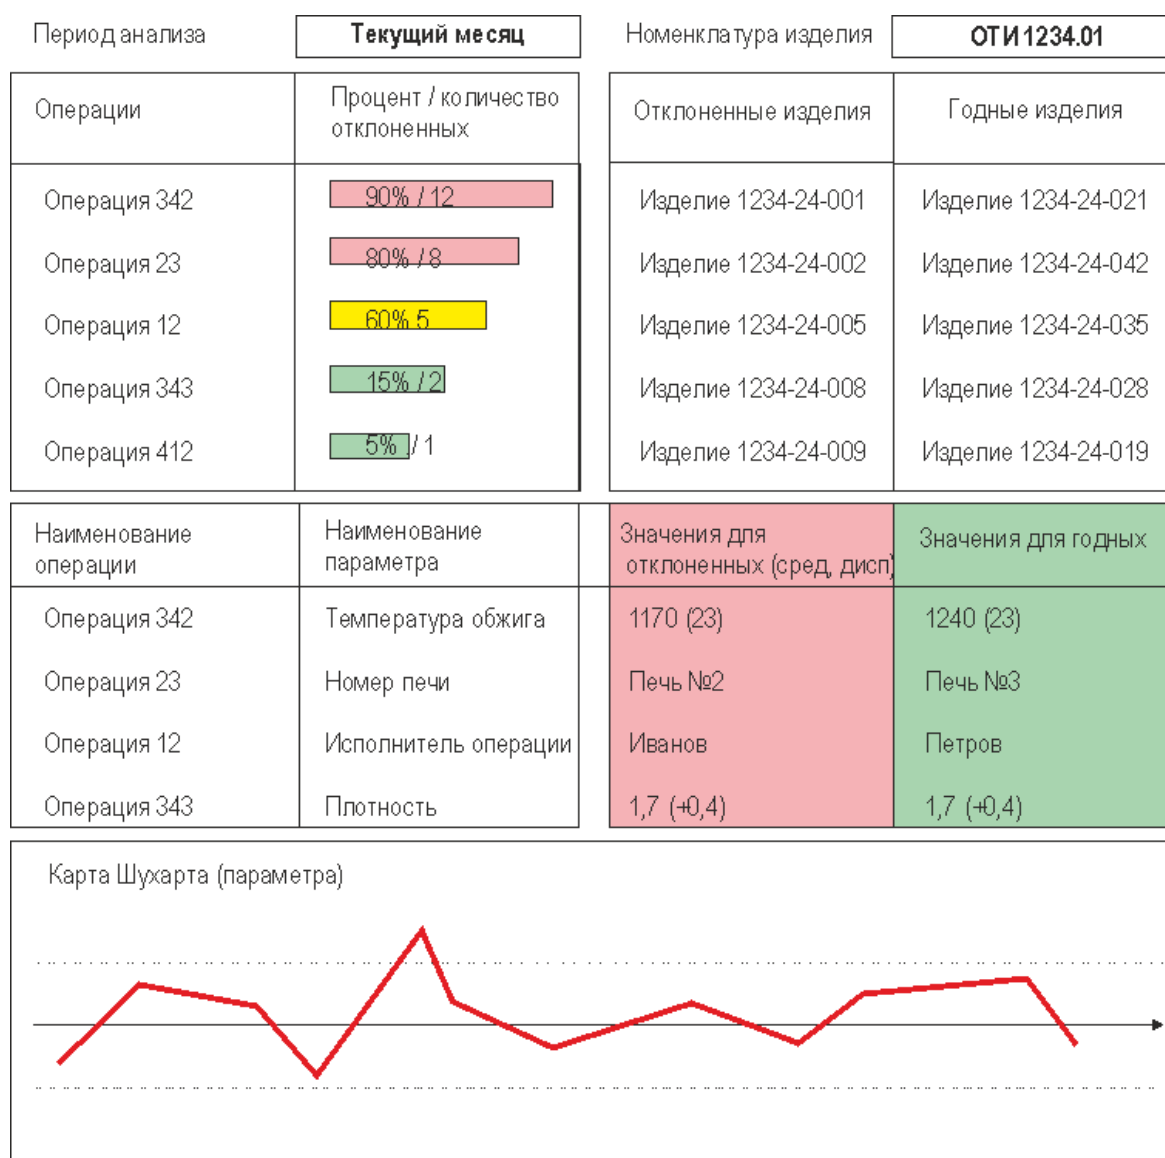 Период анализа Текущий месяц Номенклатура изделия ОТИ 1234.01
Операции Процент / количество отклоненных Отклоненные изделия Годные изделия
Операция 342 90% / 12 Изделие 1234-24-001 Изделие 1234-24-021
Операция 23 80% / 8 Изделие 1234-24-002 Изделие 1234-24-042
Операция 12 60% 5 Изделие 1234-24-005 Изделие 1234-24-035
Операция 343 15% / 2 Изделие 1234-24-008 Изделие 1234-24-028
Операция 412 5% / 1 Изделие 1234-24-009 Изделие 1234-24-019
Наименование операции Наименование параметра Значения для отклоненных (сред, дисп) Значения для годных
Операция 342 Температура обжига 1170 (23) 1240 (23)
Операция 23 Номер печи Печь №2 Печь №3
Операция 12 Исполнитель операции Иванов Петров
Операция 343 Плотность 1,7 (+0,4) 1,7 (+0,4)
Карта Шухарта (параметра)